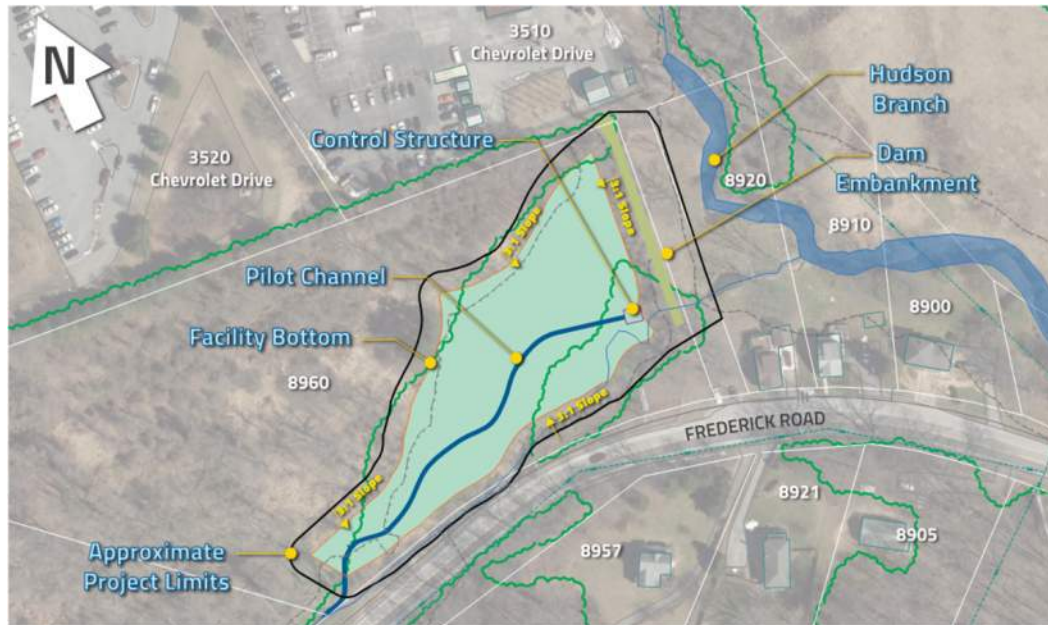 N
3510
Chevrolet Drive
Hudson
Branch
Control Structure
3520
Chevrolet Drive
Dam
Embankment
8920
3:1 Slope
3:1 Slope
8910
Pilot Channel
8900
Facility Bottom
8960
3:1 Slope
FREDERICK ROAD
3:1 Slope
8921
8905
8957
Approximate
Project Limits